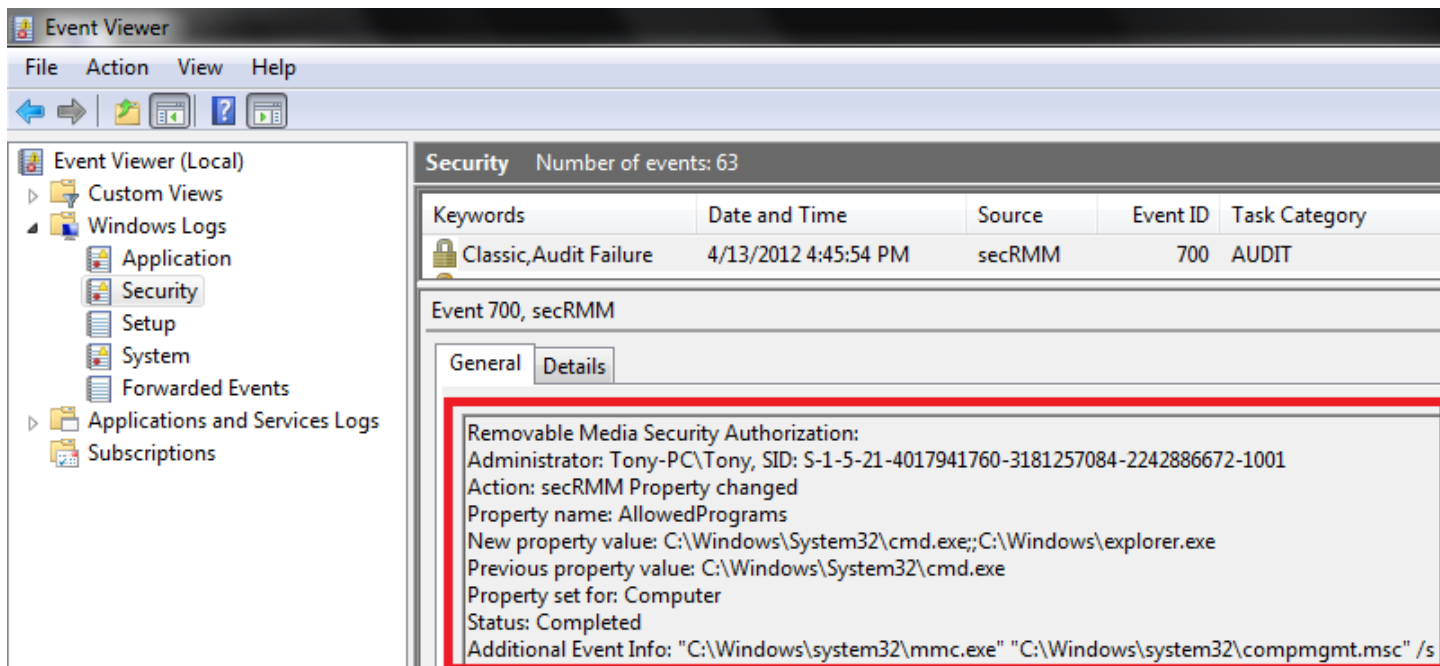 Event Viewer
File Action View Help
Event Viewer (Local)
Custom Views
Windows Logs
Application
Security
Setup
System
Forwarded Events
Applications and Services Logs
Subscriptions
Security Number of events: 63
Keywords Date and Time Source Event ID Task Category
Classic,Audit Failure 4/13/2012 4:45:54 PM secRMM 700 AUDIT
Event 700, secRMM
General Details
Removable Media Security Authorization:
Administrator: Tony-PC\Tony, SID: S-1-5-21-4017941760-3181257084-2242886672-1001
Action: secRMM Property changed
Property name: AllowedPrograms
New property value: C:\Windows\System32\cmd.exe;;C:\Windows\explorer.exe
Previous property value: C:\Windows\System32\cmd.exe
Property set for: Computer
Status: Completed
Additional Event Info: "C:\Windows\system32\mmc.exe" "C:\Windows\system32\compmgmt.msc" /s